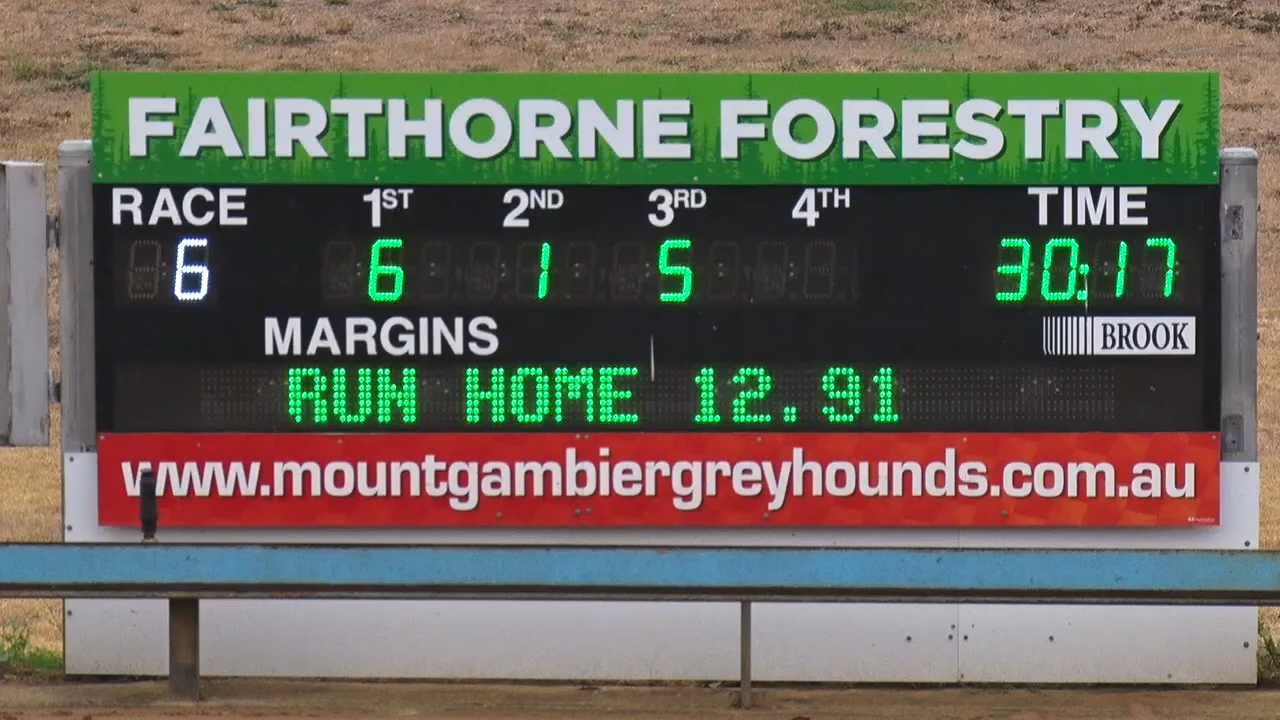 FAIRTHORNE FORESTRY
RACE 1ST 2ND 3RD 4TH TIME
6 6 1 5 30:17
MARGINS BROOK
RUN HOME 12.91
www.mountgambiergreyhounds.com.au